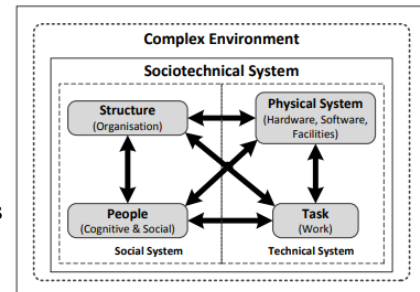 Complex Environment
Sociotechnical System
Structure
(Organisation)
Physical System
(Hardware, Software,
Facilities)
People
(Cognitive & Social)
Task
(Work)
Social System
Technical System
s